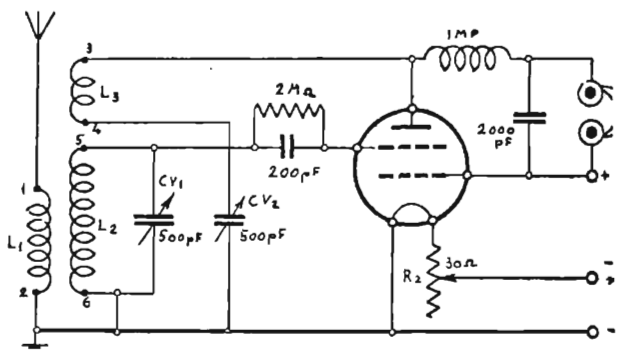 3
L3
4
5
L2
6
1
L1
2
CV1
500pF
CV2
500pF
2MΩ
200pF
1MP
2000
pF
+
R2
30Ω
-
+
-